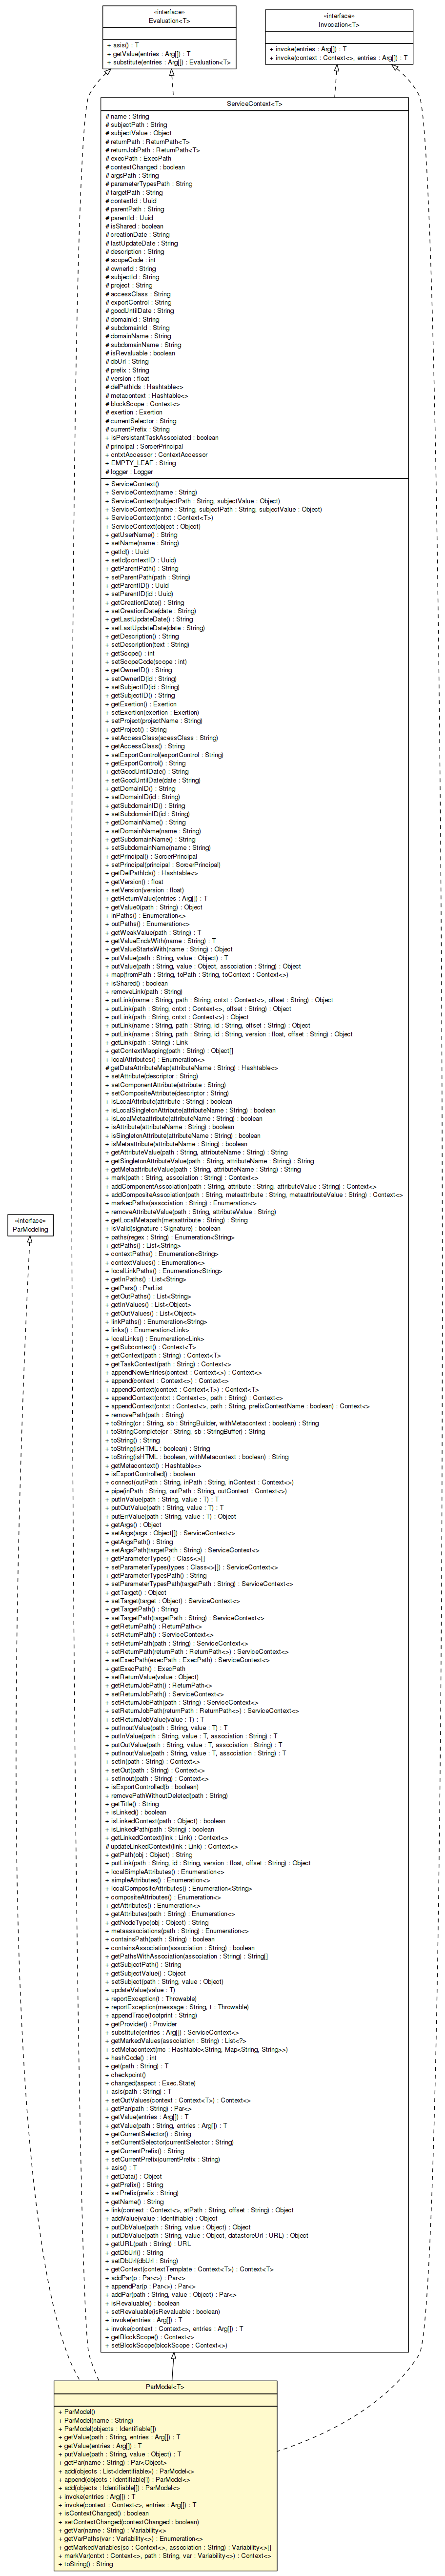 «interface»
Evaluation<T>
+ asis() : T
+ getValue(entries : Arg[]) : T
+ substitute(entries : Arg[]) : Evaluation<T>
«interface»
Invocation<T>
+ invoke(entries : Arg[]) : T
+ invoke(context : Context<>, entries : Arg[]) : T
ServiceContext<T>
# name : String
# subjectPath : String
# subjectValue : Object
# returnPath : ReturnPath<T>
# returnJobPath : ReturnPath<T>
# execPath : ExecPath
# contextChanged : boolean
# argsPath : String
# parameterTypesPath : String
# targetPath : String
# contextId : Uuid
# parentPath : String
# parentId : Uuid
# isShared : boolean
# creationDate : String
# lastUpdateDate : String
# description : String
# scopeCode : int
# ownerId : String
# subjectId : String
# project : String
# accessClass : String
# exportControl : String
# goodUntilDate : String
# domainId : String
# subdomainId : String
# domainName : String
# subdomainName : String
# isRevaluable : boolean
# dbUrl : String
# prefix : String
# version : float
# delPathIds : Hashtable<>
# metacontext : Hashtable<>
# blockScope : Context<>
# exertion : Exertion
# currentSelector : String
# currentPrefix : String
+ isPersistantTaskAssociated : boolean
# principal : SorcerPrincipal
+ cntxtAccessor : ContextAccessor
+ EMPTY_LEAF : String
# logger : Logger
+ ServiceContext()
+ ServiceContext(name : String)
+ ServiceContext(subjectPath : String, subjectValue : Object)
+ ServiceContext(name : String, subjectPath : String, subjectValue : Object)
+ ServiceContext(cntxt : Context<T>)
+ ServiceContext(object : Object)
+ getUserName() : String
+ setName(name : String)
+ getId() : Uuid
+ setId(contextID : Uuid)
+ getParentPath() : String
+ setParentPath(path : String)
+ getParentID() : Uuid
+ setParentID(id : Uuid)
+ getCreationDate() : String
+ setCreationDate(date : String)
+ getLastUpdateDate() : String
+ setLastUpdateDate(date : String)
+ getDescription() : String
+ setDescription(text : String)
+ getScope() : int
+ setScopeCode(scope : int)
+ getOwnerID() : String
+ setOwnerID(id : String)
+ setSubjectID(id : String)
+ getSubjectID() : String
+ getExertion() : Exertion
+ setExertion(exertion : Exertion)
+ setProject(projectName : String)
+ getProject() : String
+ setAccessClass(acessClass : String)
+ getAccessClass() : String
+ setExportControl(exportControl : String)
+ getExportControl() : String
+ getGoodUntilDate() : String
+ setGoodUntilDate(date : String)
+ getDomainID() : String
+ setDomainID(id : String)
+ getSubdomainID() : String
+ setSubdomainID(id : String)
+ getDomainName() : String
+ setDomainName(name : String)
+ getSubdomainName() : String
+ setSubdomainName(name : String)
+ getPrincipal() : SorcerPrincipal
+ setPrincipal(principal : SorcerPrincipal)
+ getDelPathIds() : Hashtable<>
+ getVersion() : float
+ setVersion(version : float)
+ getReturnValue(entries : Arg[]) : T
+ getValue0(path : String) : Object
+ inPaths() : Enumeration<>
+ outPaths() : Enumeration<>
+ getWeakValue(path : String) : T
+ getValueEndsWith(name : String) : T
+ getValueStartsWith(name : String) : Object
+ putValue(path : String, value : Object) : T
+ putValue(path : String, value : Object, association : String) : Object
+ map(fromPath : String, toPath : String, toContext : Context<>)
+ isShared() : boolean
+ removeLink(path : String)
+ putLink(name : String, path : String, cntxt : Context<>, offset : String) : Object
+ putLink(path : String, cntxt : Context<>, offset : String) : Object
+ putLink(path : String, cntxt : Context<>) : Object
+ putLink(name : String, path : String, id : String, offset : String) : Object
+ putLink(name : String, path : String, id : String, version : float, offset : String) : Object
+ getLink(path : String) : Link
+ getContextMapping(path : String) : Object[]
+ localAttributes() : Enumeration<>
# getDataAttributeMap(attributeName : String) : Hashtable<>
+ setAttribute(descriptor : String)
+ setComponentAttribute(attribute : String)
+ setCompositeAttribute(descriptor : String)
+ isLocalAttribute(attribute : String) : boolean
+ isLocalSingletonAttribute(attributeName : String) : boolean
+ isLocalMetaattribute(attributeName : String) : boolean
+ isAttribute(attributeName : String) : boolean
+ isSingletonAttribute(attributeName : String) : boolean
+ isMetaattribute(attributeName : String) : boolean
+ getAttributeValue(path : String, attributeName : String) : String
+ getSingletonAttributeValue(path : String, attributeName : String) : String
+ getMetaattributeValue(path : String, attributeName : String) : String
+ mark(path : String, association : String) : Context<>
+ addComponentAssociation(path : String, attribute : String, attributeValue : String) : Context<>
+ addCompositeAssociation(path : String, metaattribute : String, metaattributeValue : String) : Context<>
+ markedPaths(association : String) : Enumeration<>
+ removeAttributeValue(path : String, attributeValue : String)
+ getLocalMetapath(metaattribute : String) : String
+ isValid(signature : Signature) : boolean
+ paths(regex : String) : Enumeration<String>
+ getPaths() : List<String>
+ contextPaths() : Enumeration<String>
+ contextValues() : Enumeration<>
+ localLinkPaths() : Enumeration<String>
+ getInPaths() : List<String>
+ getPars() : ParList
+ getOutPaths() : List<String>
+ getInValues() : List<Object>
+ getOutValues() : List<Object>
+ linkPaths() : Enumeration<String>
+ links() : Enumeration<Link>
+ localLinks() : Enumeration<Link>
+ getSubcontext() : Context<T>
+ getContext(path : String) : Context<T>
+ getTaskContext(path : String) : Context<>
+ appendNewEntries(context : Context<>) : Context<>
+ append(context : Context<>) : Context<>
+ appendContext(context : Context<T>) : Context<T>
+ appendContext(cntxt : Context<>, path : String) : Context<>
+ appendContext(cntxt : Context<>, path : String, prefixContextName : boolean) : Context<>
+ removePath(path : String)
+ toString(cr : String, sb : StringBuilder, withMetacontext : boolean) : String
+ toStringComplete(cr : String, sb : StringBuffer) : String
+ toString() : String
+ toString(isHTML : boolean) : String
+ toString(isHTML : boolean, withMetacontext : boolean) : String
+ getMetacontext() : Hashtable<>
+ isExportControlled() : boolean
+ connect(outPath : String, inPath : String, inContext : Context<>)
+ pipe(inPath : String, outPath : String, outContext : Context<>)
+ putInValue(path : String, value : T) : T
+ putOutValue(path : String, value : T) : T
+ putErrValue(path : String, value : T) : Object
+ getArgs() : Object
+ setArgs(args : Object[]) : ServiceContext<>
+ getArgsPath() : String
+ setArgsPath(targetPath : String) : ServiceContext<>
+ getParameterTypes() : Class<>[]
+ setParameterTypes(types : Class<>[]) : ServiceContext<>
+ getParameterTypesPath() : String
+ setParameterTypesPath(targetPath : String) : ServiceContext<>
+ getTarget() : Object
+ setTarget(target : Object) : ServiceContext<>
+ getTargetPath() : String
+ setTargetPath(targetPath : String) : ServiceContext<>
+ getReturnPath() : ReturnPath<>
+ setReturnPath() : ServiceContext<>
+ setReturnPath(path : String) : ServiceContext<>
+ setReturnPath(returnPath : ReturnPath<>) : ServiceContext<>
+ setExecPath(execPath : ExecPath) : ServiceContext<>
+ getExecPath() : ExecPath
+ setReturnValue(value : Object)
+ getReturnJobPath() : ReturnPath<>
+ setReturnJobPath() : ServiceContext<>
+ setReturnJobPath(path : String) : ServiceContext<>
+ setReturnJobPath(returnPath : ReturnPath<>) : ServiceContext<>
+ setReturnJobValue(value : T) : T
+ putInoutValue(path : String, value : T) : T
+ putInValue(path : String, value : T, association : String) : T
+ putOutValue(path : String, value : T, association : String) : T
+ putInoutValue(path : String, value : T, association : String) : T
+ setIn(path : String) : Context<>
+ setOut(path : String) : Context<>
+ setInout(path : String) : Context<>
+ isExportControlled(b : boolean)
+ removePathWithoutDeleted(path : String)
+ getTitle() : String
+ isLinked() : boolean
+ isLinkedContext(path : Object) : boolean
+ isLinkedPath(path : String) : boolean
+ getLinkedContext(link : Link) : Context<>
# updateLinkedContext(link : Link) : Context<>
+ getPath(obj : Object) : String
+ putLink(path : String, id : String, version : float, offset : String) : Object
+ localSimpleAttributes() : Enumeration<>
+ simpleAttributes() : Enumeration<>
+ localCompositeAttributes() : Enumeration<String>
+ compositeAttributes() : Enumeration<>
+ getAttributes() : Enumeration<>
+ getAttributes(path : String) : Enumeration<>
+ getNodeType(obj : Object) : String
+ metaassociations(path : String) : Enumeration<>
+ containsPath(path : String) : boolean
+ containsAssociation(association : String) : boolean
+ getPathsWithAssociation(association : String) : String[]
+ getSubjectPath() : String
+ getSubjectValue() : Object
+ setSubject(path : String, value : Object)
+ updateValue(value : T)
+ reportException(t : Throwable)
+ reportException(message : String, t : Throwable)
+ appendTrace(footprint : String)
+ getProvider() : Provider
+ substitute(entries : Arg[]) : ServiceContext<>
+ getMarkedValues(association : String) : List<?>
+ setMetacontext(mc : Hashtable<String, Map<String, String>>)
+ hashCode() : int
+ get(path : String) : T
+ checkpoint()
+ changed(aspect : Exec.State)
+ asis(path : String) : T
+ setOutValues(context : Context<T>) : Context<>
+ getPar(path : String) : Par<>
+ getValue(entries : Arg[]) : T
+ getValue(path : String, entries : Arg[]) : T
+ getCurrentSelector() : String
+ setCurrentSelector(currentSelector : String)
+ getCurrentPrefix() : String
+ setCurrentPrefix(currentPrefix : String)
+ asis() : T
+ getData() : Object
+ getPrefix() : String
+ setPrefix(prefix : String)
+ getName() : String
+ link(context : Context<>, atPath : String, offset : String) : Object
+ addValue(value : Identifiable) : Object
+ putDbValue(path : String, value : Object) : Object
+ putDbValue(path : String, value : Object, datastoreUrl : URL) : Object
+ getURL(path : String) : URL
+ getDbUrl() : String
+ setDbUrl(dbUrl : String)
+ getContext(contextTemplate : Context<T>) : Context<T>
+ addPar(p : Par<>) : Par<>
+ appendPar(p : Par<>) : Par<>
+ addPar(path : String, value : Object) : Par<>
+ isRevaluable() : boolean
+ setRevaluable(isRevaluable : boolean)
+ invoke(entries : Arg[]) : T
+ invoke(context : Context<>, entries : Arg[]) : T
+ getBlockScope() : Context<>
+ setBlockScope(blockScope : Context<>)
«interface»
ParModeling
ParModel<T>
+ ParModel()
+ ParModel(name : String)
+ ParModel(objects : Identifiable[])
+ getValue(path : String, entries : Arg[]) : T
+ getValue(entries : Arg[]) : T
+ putValue(path : String, value : Object) : T
+ getPar(name : String) : Par<Object>
+ add(objects : List<Identifiable>) : ParModel<>
+ append(objects : Identifiable[]) : ParModel<>
+ add(objects : Identifiable[]) : ParModel<>
+ invoke(entries : Arg[]) : T
+ invoke(context : Context<>, entries : Arg[]) : T
+ isContextChanged() : boolean
+ setContextChanged(contextChanged : boolean)
+ getVar(name : String) : Variability<>
+ getVarPaths(var : Variability<>) : Enumeration<>
+ getMarkedVariables(sc : Context<>, association : String) : Variability<>[]
+ markVar(cntxt : Context<>, path : String, var : Variability<>) : Context<>
+ toString() : String